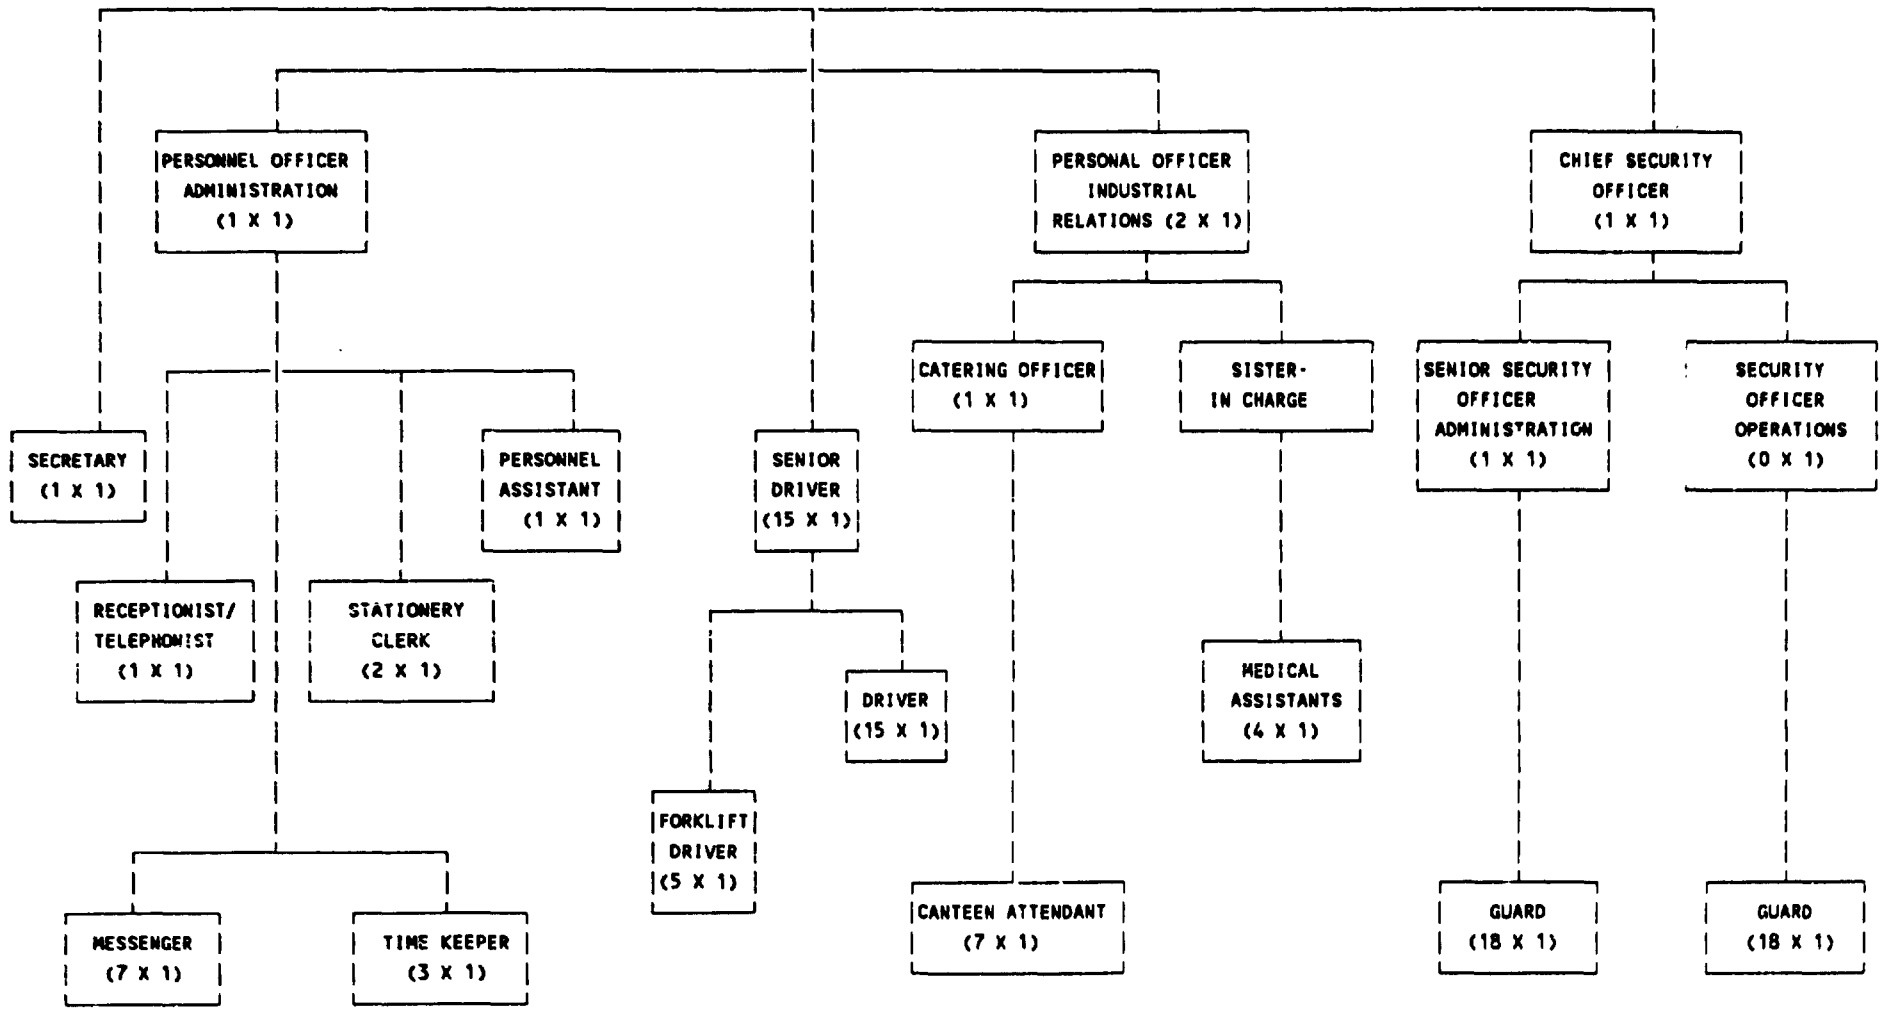 PERSONNEL OFFICER
ADMINISTRATION
(1 X 1)
PERSONAL OFFICER
INDUSTRIAL
RELATIONS (2 X 1)
CHIEF SECURITY
OFFICER
(1 X 1)
CATERING OFFICER
(1 X 1)
SISTER-
IN CHARGE
SENIOR SECURITY
OFFICER
ADMINISTRATION
(1 X 1)
SECURITY
OFFICER
OPERATIONS
(0 X 1)
SECRETARY
(1 X 1)
PERSONNEL
ASSISTANT
(1 X 1)
SENIOR
DRIVER
(15 X 1)
RECEPTIONIST/
TELEPHONIST
(1 X 1)
STATIONERY
CLERK
(2 X 1)
DRIVER
(15 X 1)
MEDICAL
ASSISTANTS
(4 X 1)
FORKLIFT
DRIVER
(5 X 1)
MESSENGER
(7 X 1)
TIME KEEPER
(3 X 1)
CANTEEN ATTENDANT
(7 X 1)
GUARD
(18 X 1)
GUARD
(18 X 1)